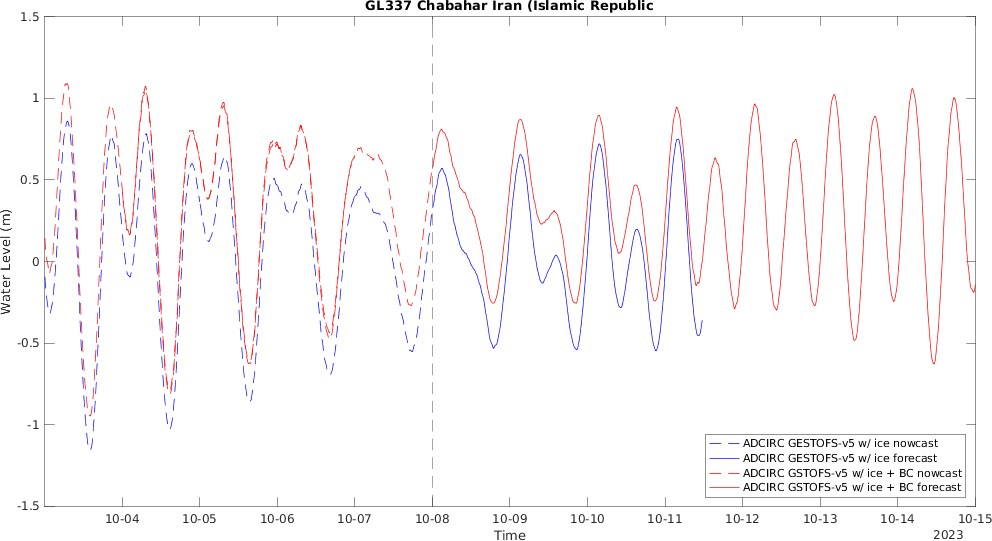 GL337 Chabahar Iran (Islamic Republic
Water Level (m)
1.5
1
0.5
0
-0.5
-1
-1.5
10-04 10-05 10-06 10-07 10-08 10-09 10-10 10-11 10-12 10-13 10-14 10-15
Time
2023
ADCIRC GESTOFS-v5 w/ ice nowcast
ADCIRC GESTOFS-v5 w/ ice forecast
ADCIRC GSTOFS-v5 w/ ice + BC nowcast
ADCIRC GSTOFS-v5 w/ ice + BC forecast